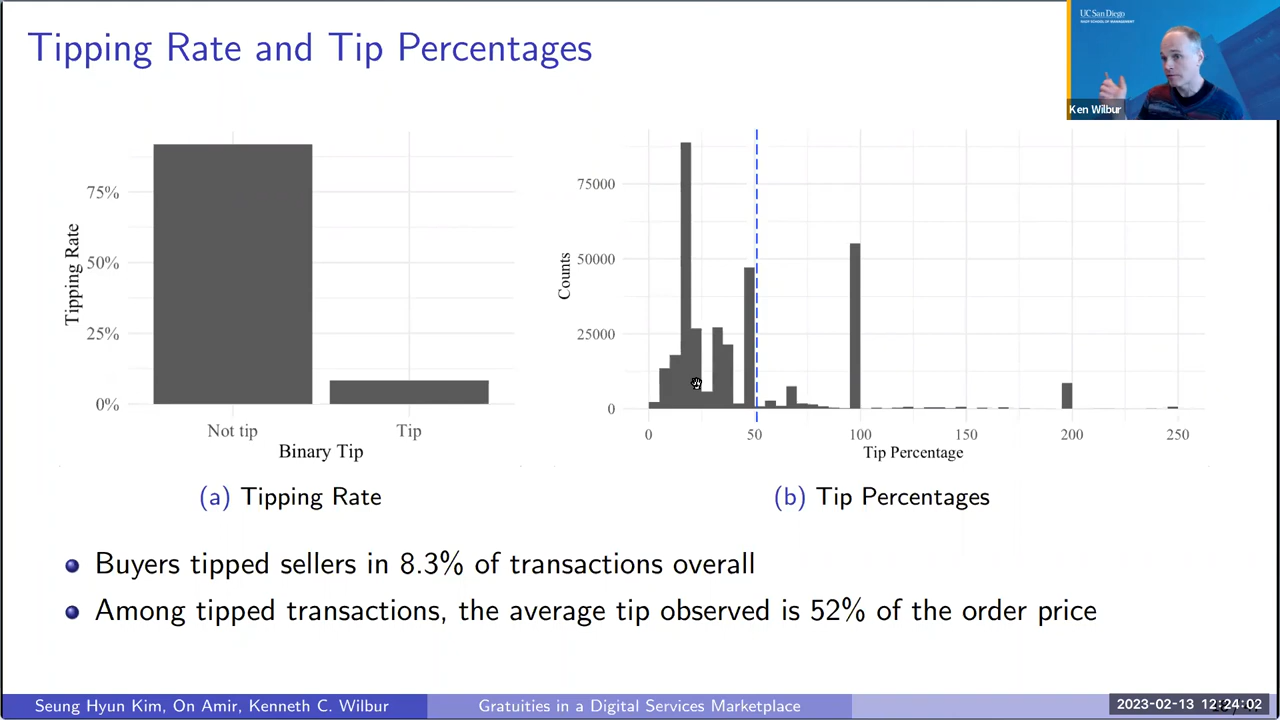 Tipping Rate and Tip Percentages
UC San Diego
RADY SCHOOL OF MANAGEMENT
Ken Wilbur
Tipping Rate
75%
50%
25%
0%
Not tip
Tip
Binary Tip
(a) Tipping Rate
Counts
75000
50000
25000
0
0
50
100
150
200
250
Tip Percentage
(b) Tip Percentages
Buyers tipped sellers in 8.3% of transactions overall
Among tipped transactions, the average tip observed is 52% of the order price
Seung Hyun Kim, On Amir, Kenneth C. Wilbur
Gratuities in a Digital Services Marketplace
2023-02-13 12:24:02